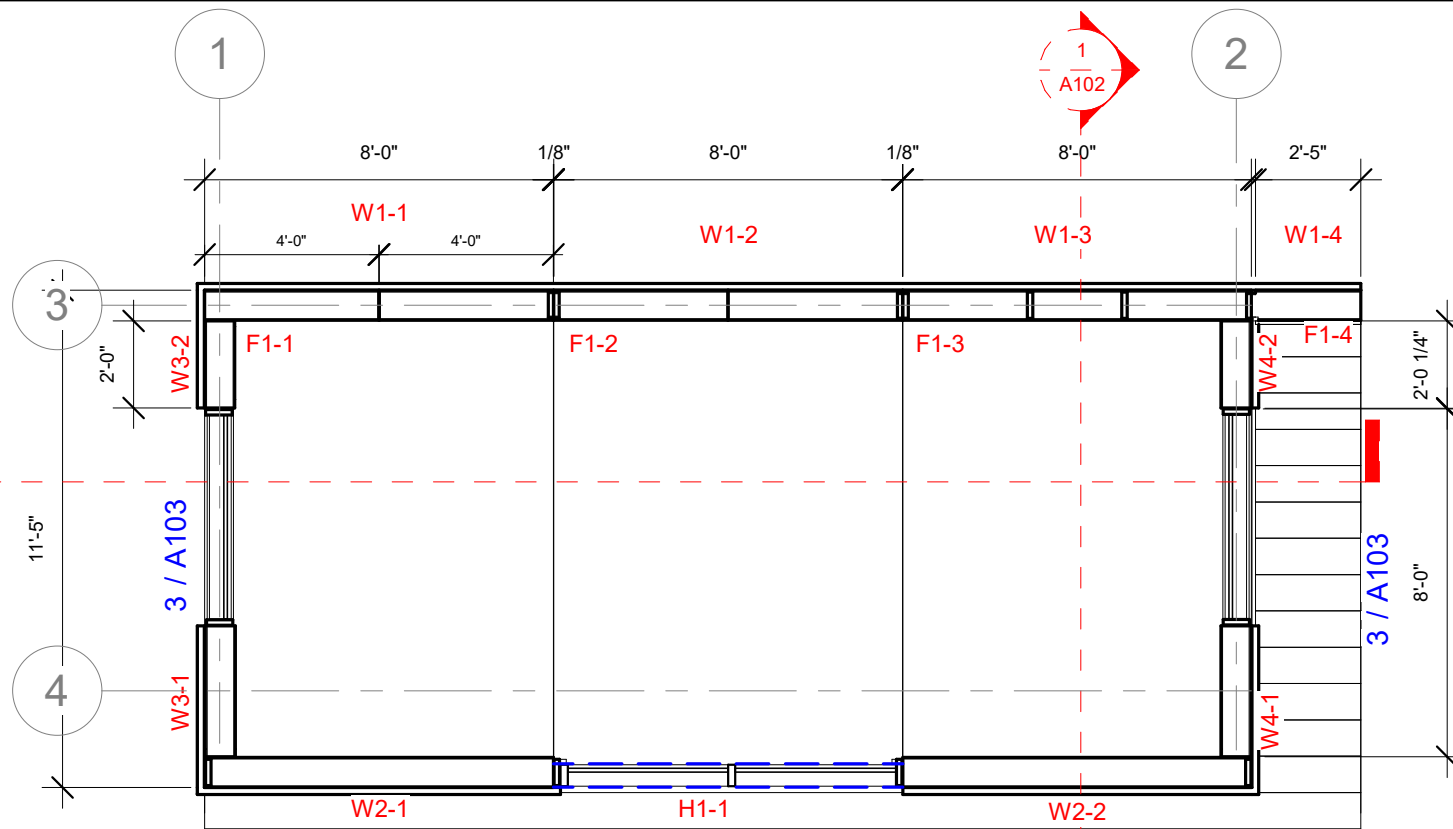 1
1
A102
2
8'-0"
1/8"
8'-0"
1/8"
8'-0"
2'-5"
W1-1
W1-2
W1-3
W1-4
4'-0"
4'-0"
3
F1-1
F1-2
F1-3
F1-4
W3-2
2'-0"
W4-2
2'-0 1/4"
11'-5"
3 / A103
3 / A103
8'-0"
4
W3-1
W4-1
W2-1
H1-1
W2-2